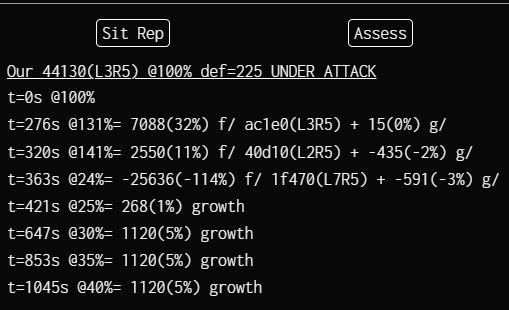 Sit Rep Assess
Our 44130(L3R5) @100% def=225 UNDER ATTACK
t=0s @100%
t=276s @131%= 7088(32%) f/ ac1e0(L3R5) + 15(0%) g/
t=320s @141%= 2550(11%) f/ 40d10(L2R5) + -435(-2%) g/
t=363s @24%= -25636(-114%) f/ 1f470(L7R5) + -591(-3%) g/
t=421s @25%= 268(1%) growth
t=647s @30%= 1120(5%) growth
t=853s @35%= 1120(5%) growth
t=1045s @40%= 1120(5%) growth